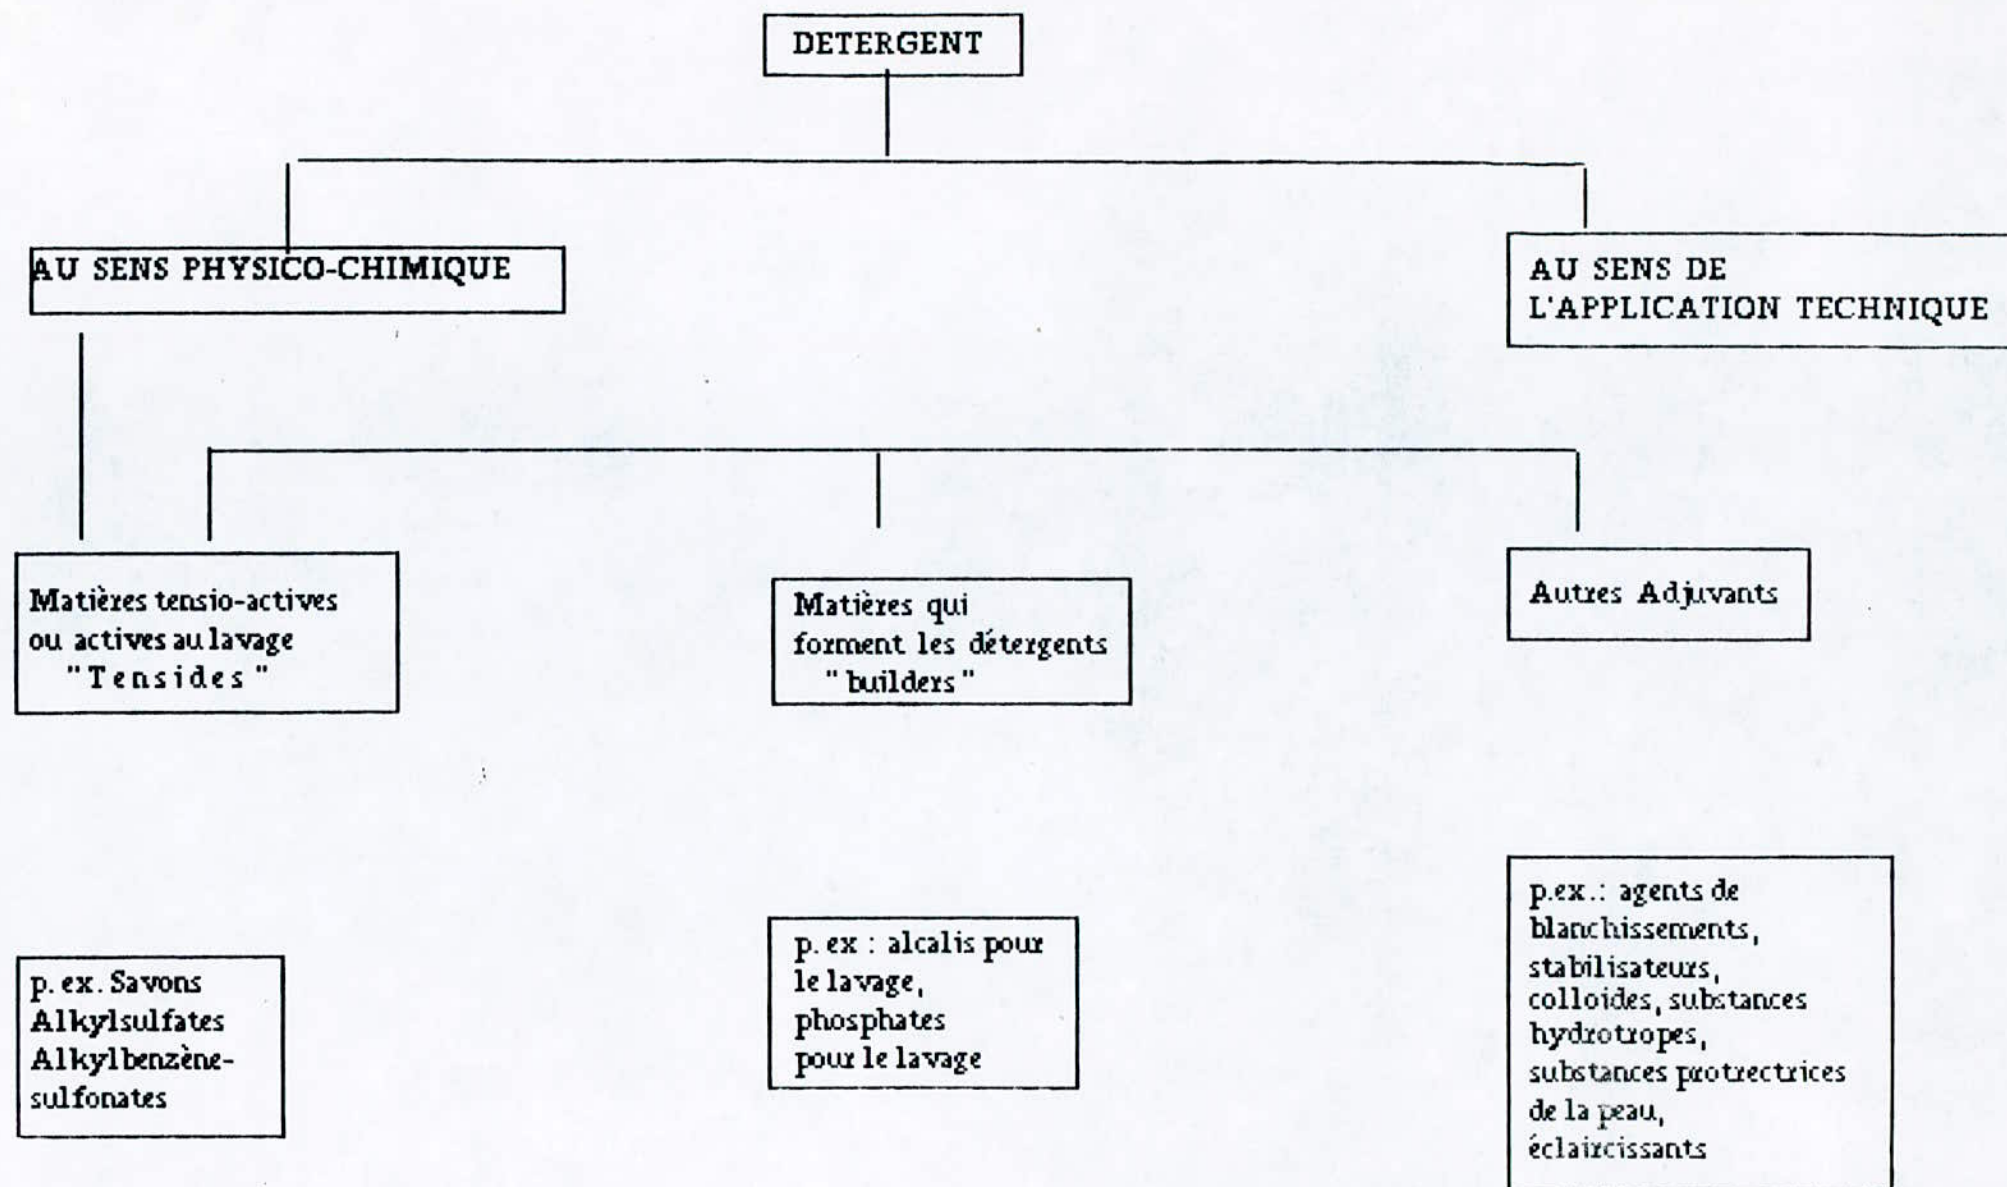 DETERGENT
AU SENS PHYSICO-CHIMIQUE
AU SENS DE
L'APPLICATION TECHNIQUE
Matières tensio-actives
ou actives au lavage
"Tensides"
Matières qui
forment les détergents
"builders"
Autres Adjuvants
p. ex. Savons
Alkylsulfates
Alkylbenzène-
sulfonates
p. ex : alcalis pour
le lavage,
phosphates
pour le lavage
p.ex.: agents de
blanchissements,
stabilisateurs,
colloides, substances
hydrotropes,
substances protrectrices
de la peau,
éclaircissants